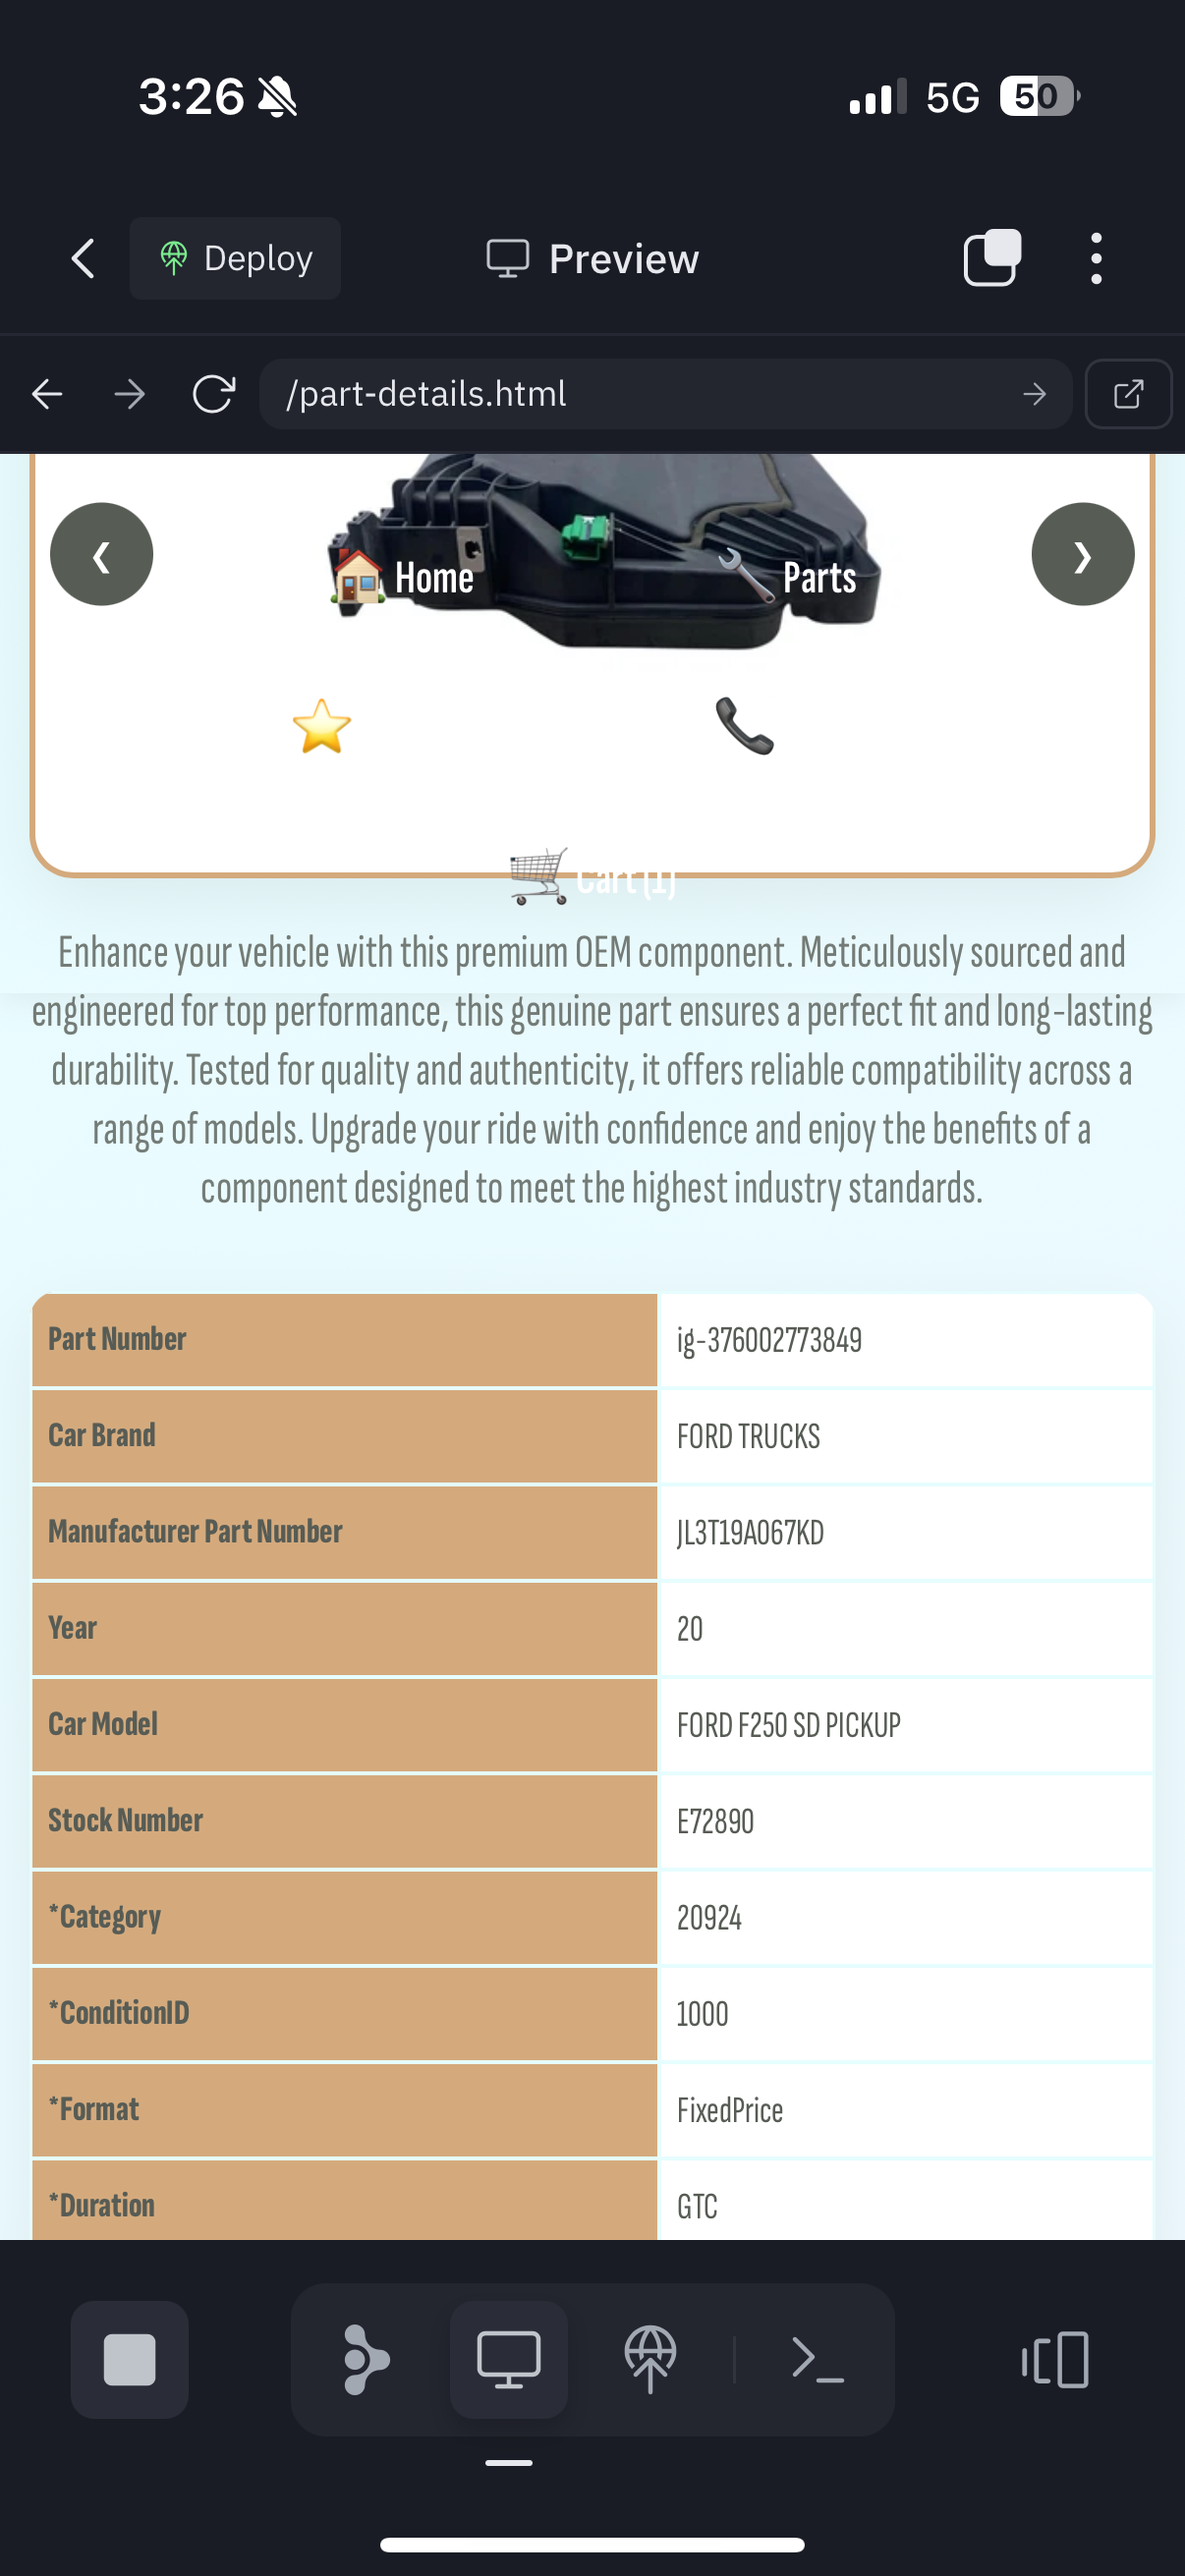 3:26
5G
50
Deploy
Preview
/part-details.html
Home
Parts
Cart (1)
Enhance your vehicle with this premium OEM component. Meticulously sourced and
engineered for top performance, this genuine part ensures a perfect fit and long-lasting
durability. Tested for quality and authenticity, it offers reliable compatibility across a
range of models. Upgrade your ride with confidence and enjoy the benefits of a
component designed to meet the highest industry standards.
Part Number ig-376002773849
Car Brand FORD TRUCKS
Manufacturer Part Number JL3T19A067KD
Year 20
Car Model FORD F250 SD PICKUP
Stock Number E72890
*Category 20924
*ConditionID 1000
*Format FixedPrice
*Duration GTC